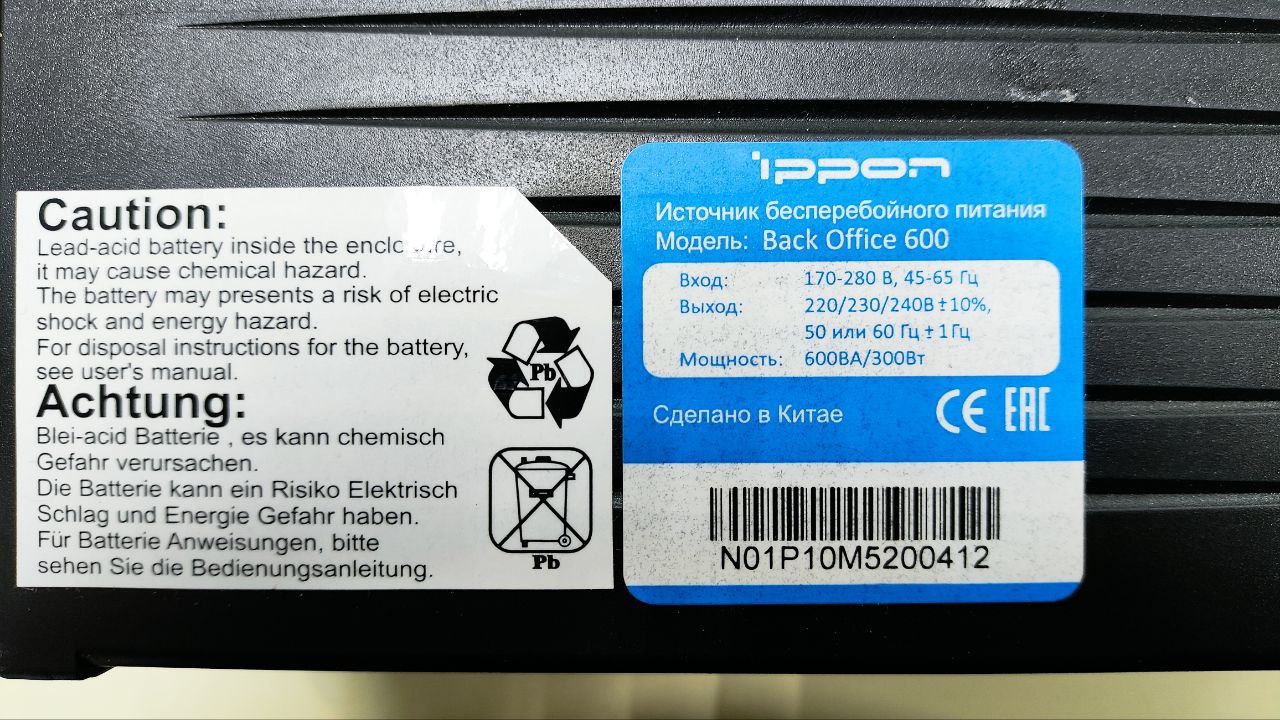 Caution:
Lead-acid battery inside the
it may cause chemical hazard.
The battery may presents a risk of electric
shock and energy hazard.
For disposal instructions for the battery,
see user's manual.
Achtung:
Blei-acid Batterie , es kann chemisch
Gefahr verursachen.
Die Batterie kann ein Risiko Elektrisch
Schlag und Energie Gefahr haben.
Für Batterie Anweisungen, bitte
sehen Sie die Bedienungsanleitung.
Pb
Pb
ippon
Источник бесперебойного питания
Модель: Back Office 600
Вход: 170-280 В, 45-65 Гц
Выход: 220/230/240В±10%,
50 или 60 Гц ± 1Гц
Мощность: 600ВА/300Вт
Сделано в Китае CE EAC
N01P10M5200412